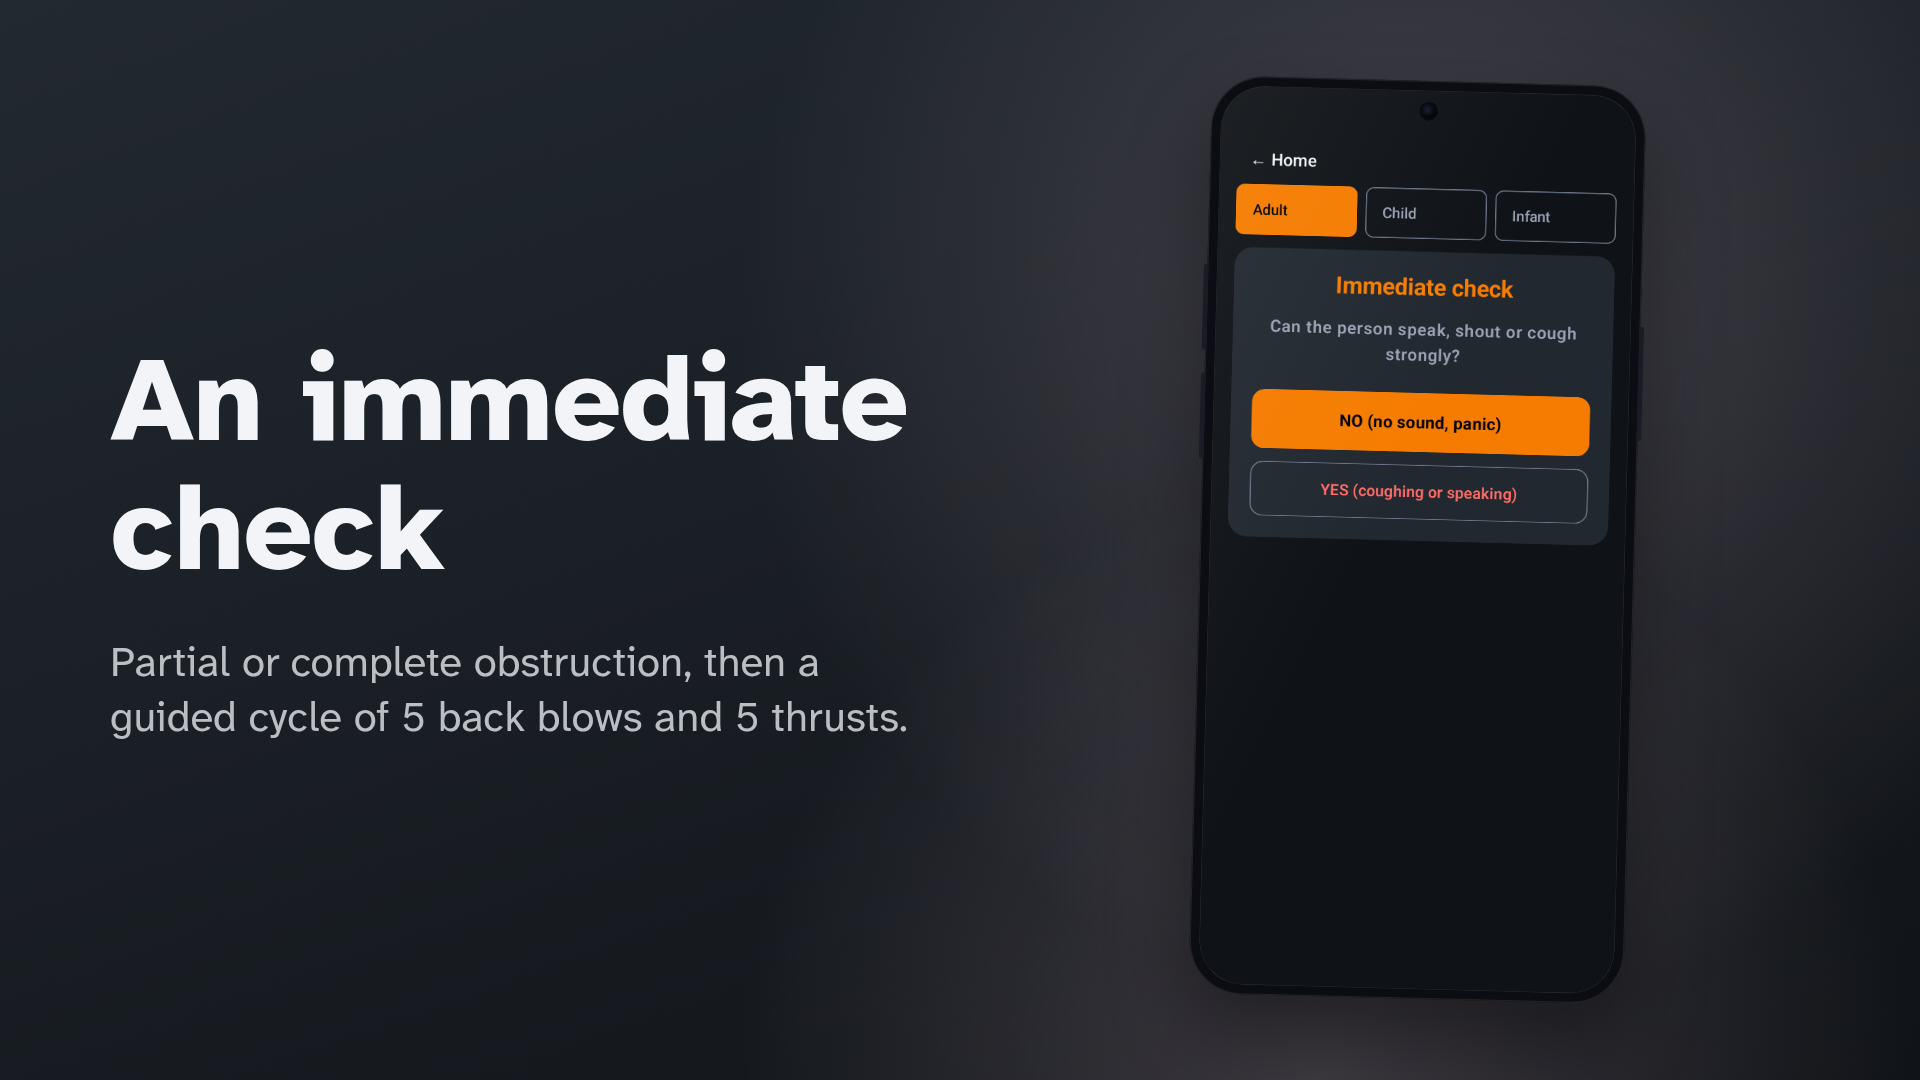 An immediate
check
Partial or complete obstruction, then a
guided cycle of 5 back blows and 5 thrusts.
← Home
Adult
Child
Infant
Immediate check
Can the person speak, shout or cough
strongly?
NO (no sound, panic)
YES (coughing or speaking)